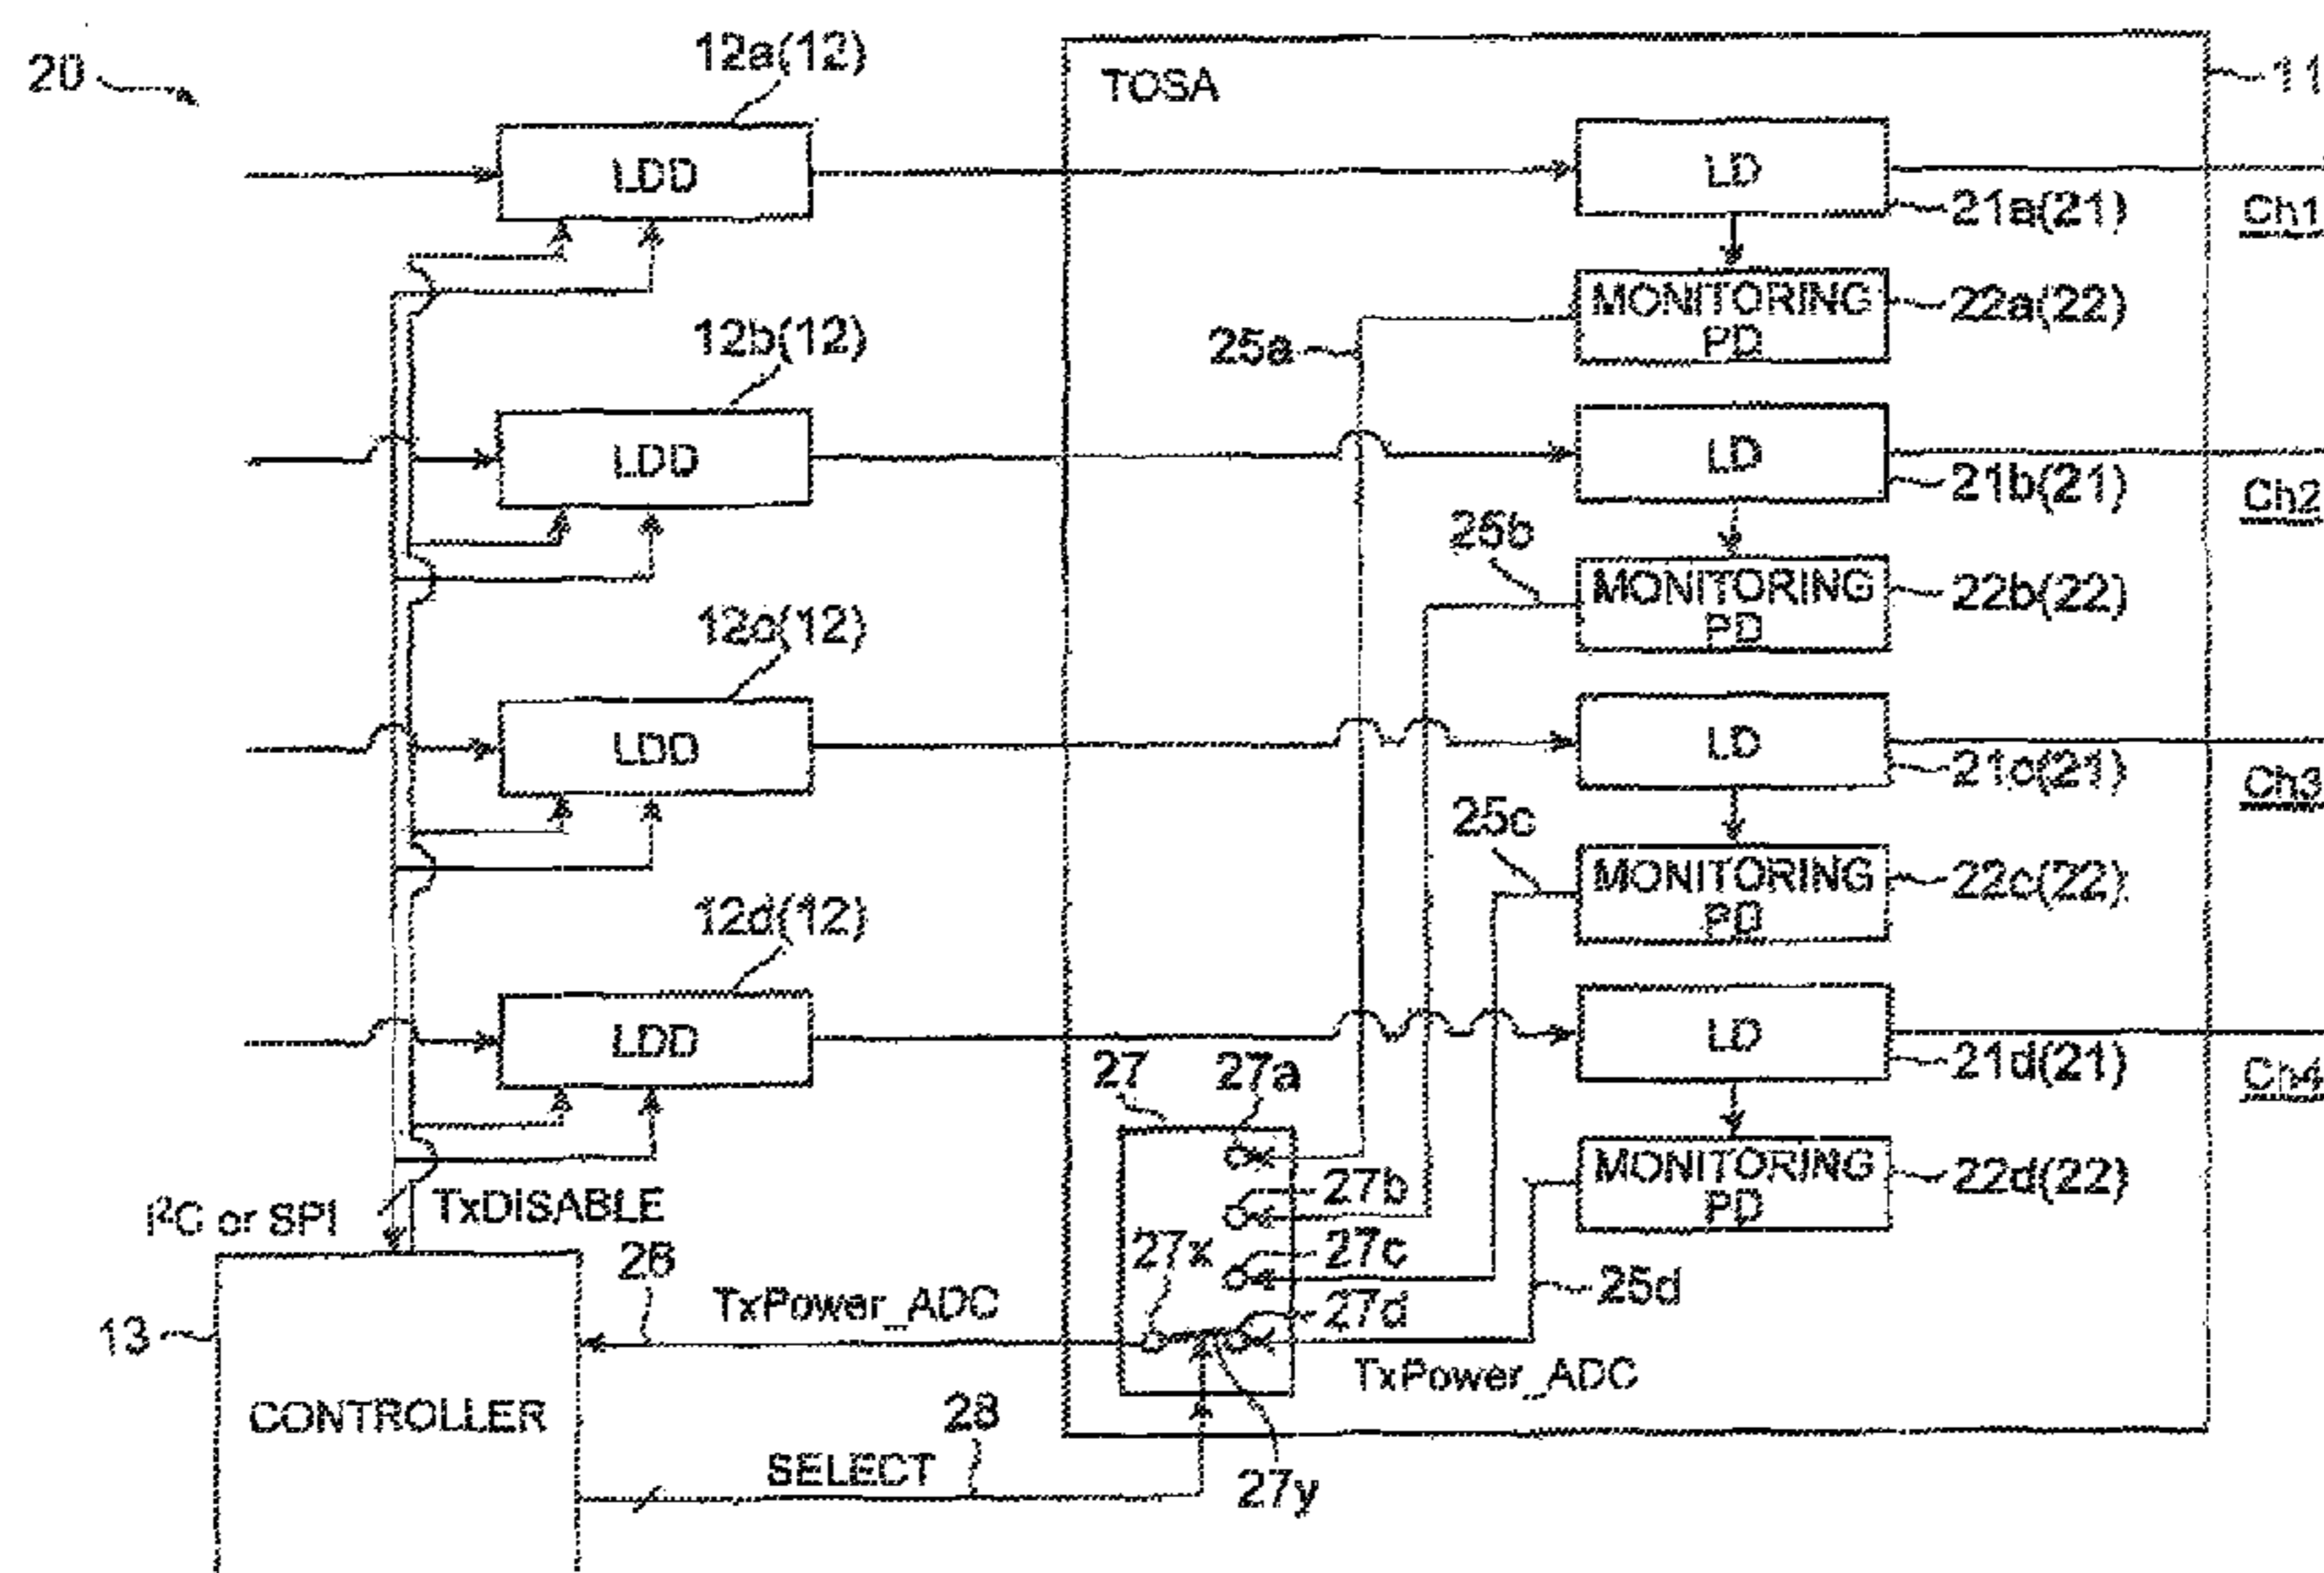 20
12a(12)
TOSA
11
LDD
LD
21a(21)
Ch1
MONITORING
PD
22a(22)
25a
12b(12)
LDD
LD
21b(21)
Ch2
25b
MONITORING
PD
22b(22)
12c(12)
LDD
LD
21c(21)
Ch3
25c
MONITORING
PD
22c(22)
12d(12)
LDD
LD
21d(21)
Ch4
27
27a
MONITORING
PD
22d(22)
27b
I²C or SPI
TxDISABLE
27x
27c
26
25d
TxPower_ADC
27d
13
TxPower_ADC
CONTROLLER
28
SELECT
27y